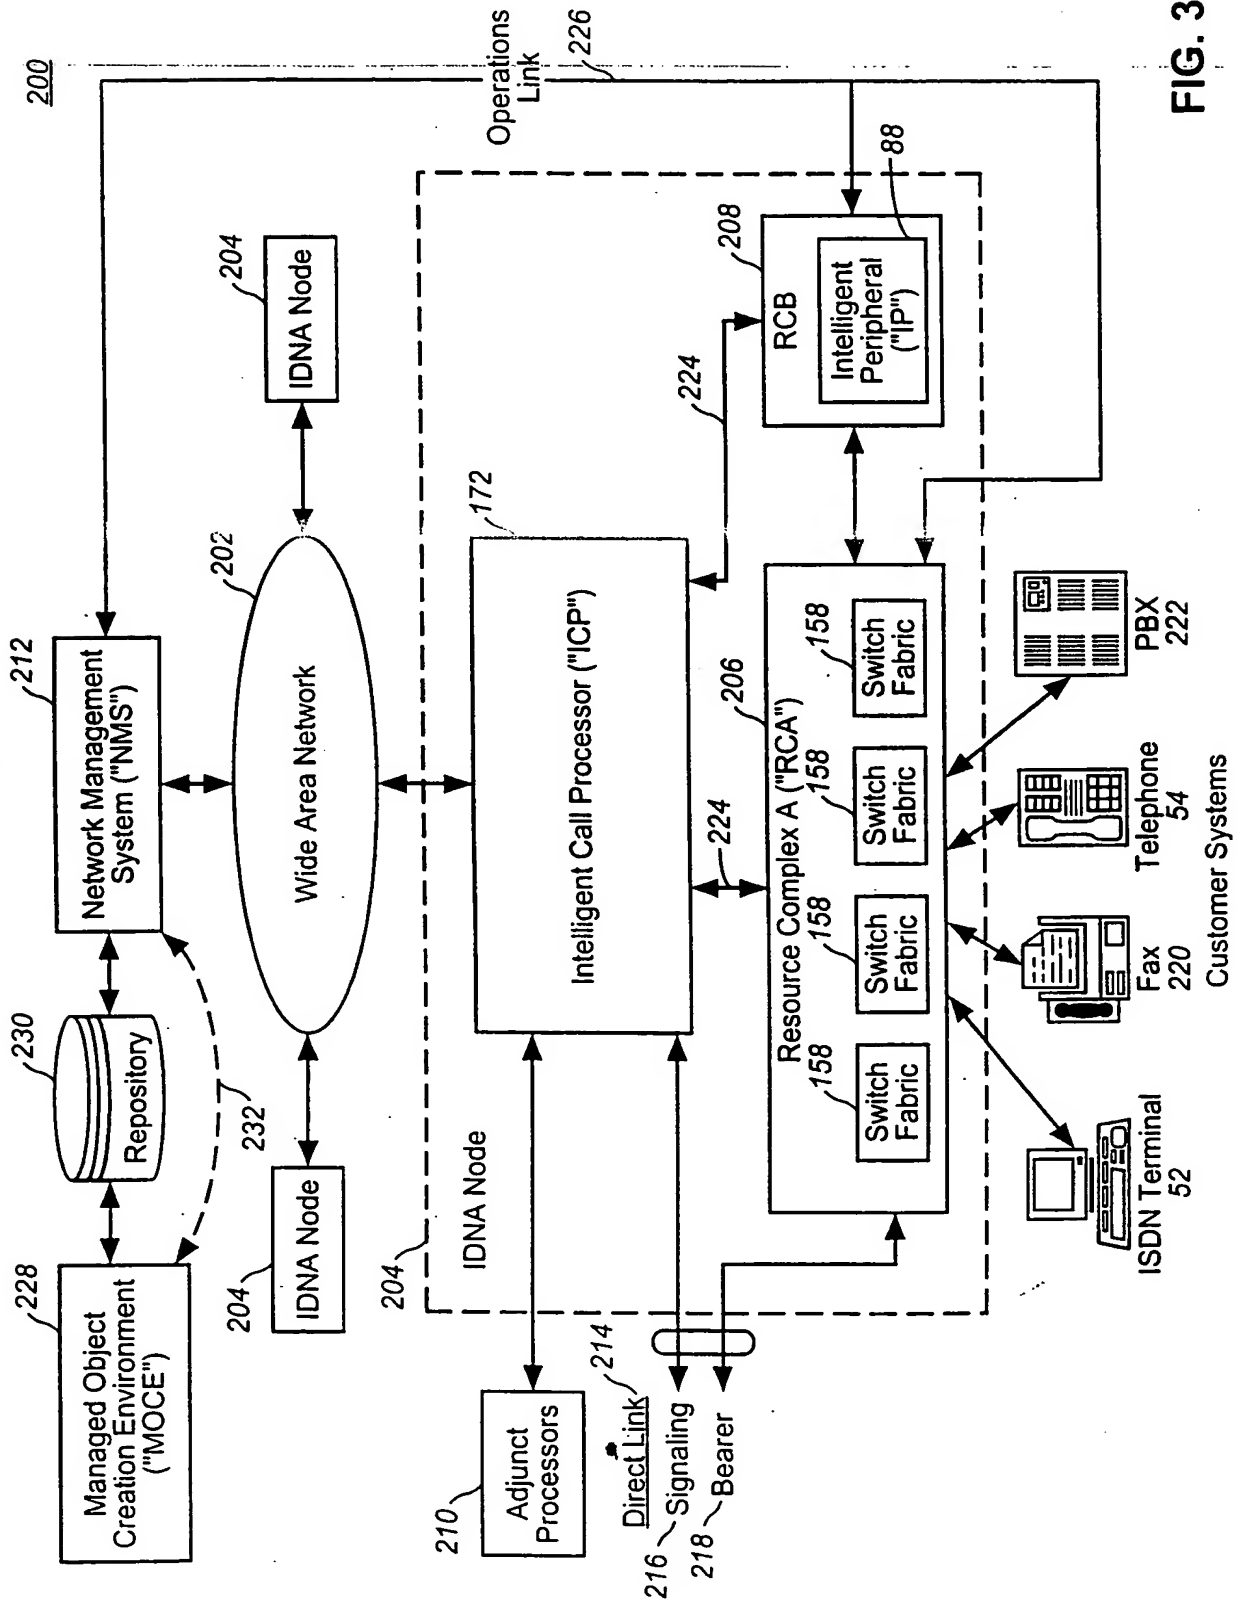 200
228
Managed Object
Creation Environment
("MOCE")
230
Repository
232
212
Network Management
System ("NMS")
204
IDNA Node
202
Wide Area Network
204
IDNA Node
Operations
Link
226
204
IDNA Node
172
Intelligent Call Processor ("ICP")
210
Adjunct
Processors
Direct Link
214
216
Signaling
218
Bearer
224
224
206
Resource Complex A ("RCA")
158
Switch
Fabric
158
Switch
Fabric
158
Switch
Fabric
158
Switch
Fabric
208
RCB
88
Intelligent
Peripheral
("IP")
ISDN Terminal
52
Fax
220
Telephone
54
PBX
222
Customer Systems
FIG. 3